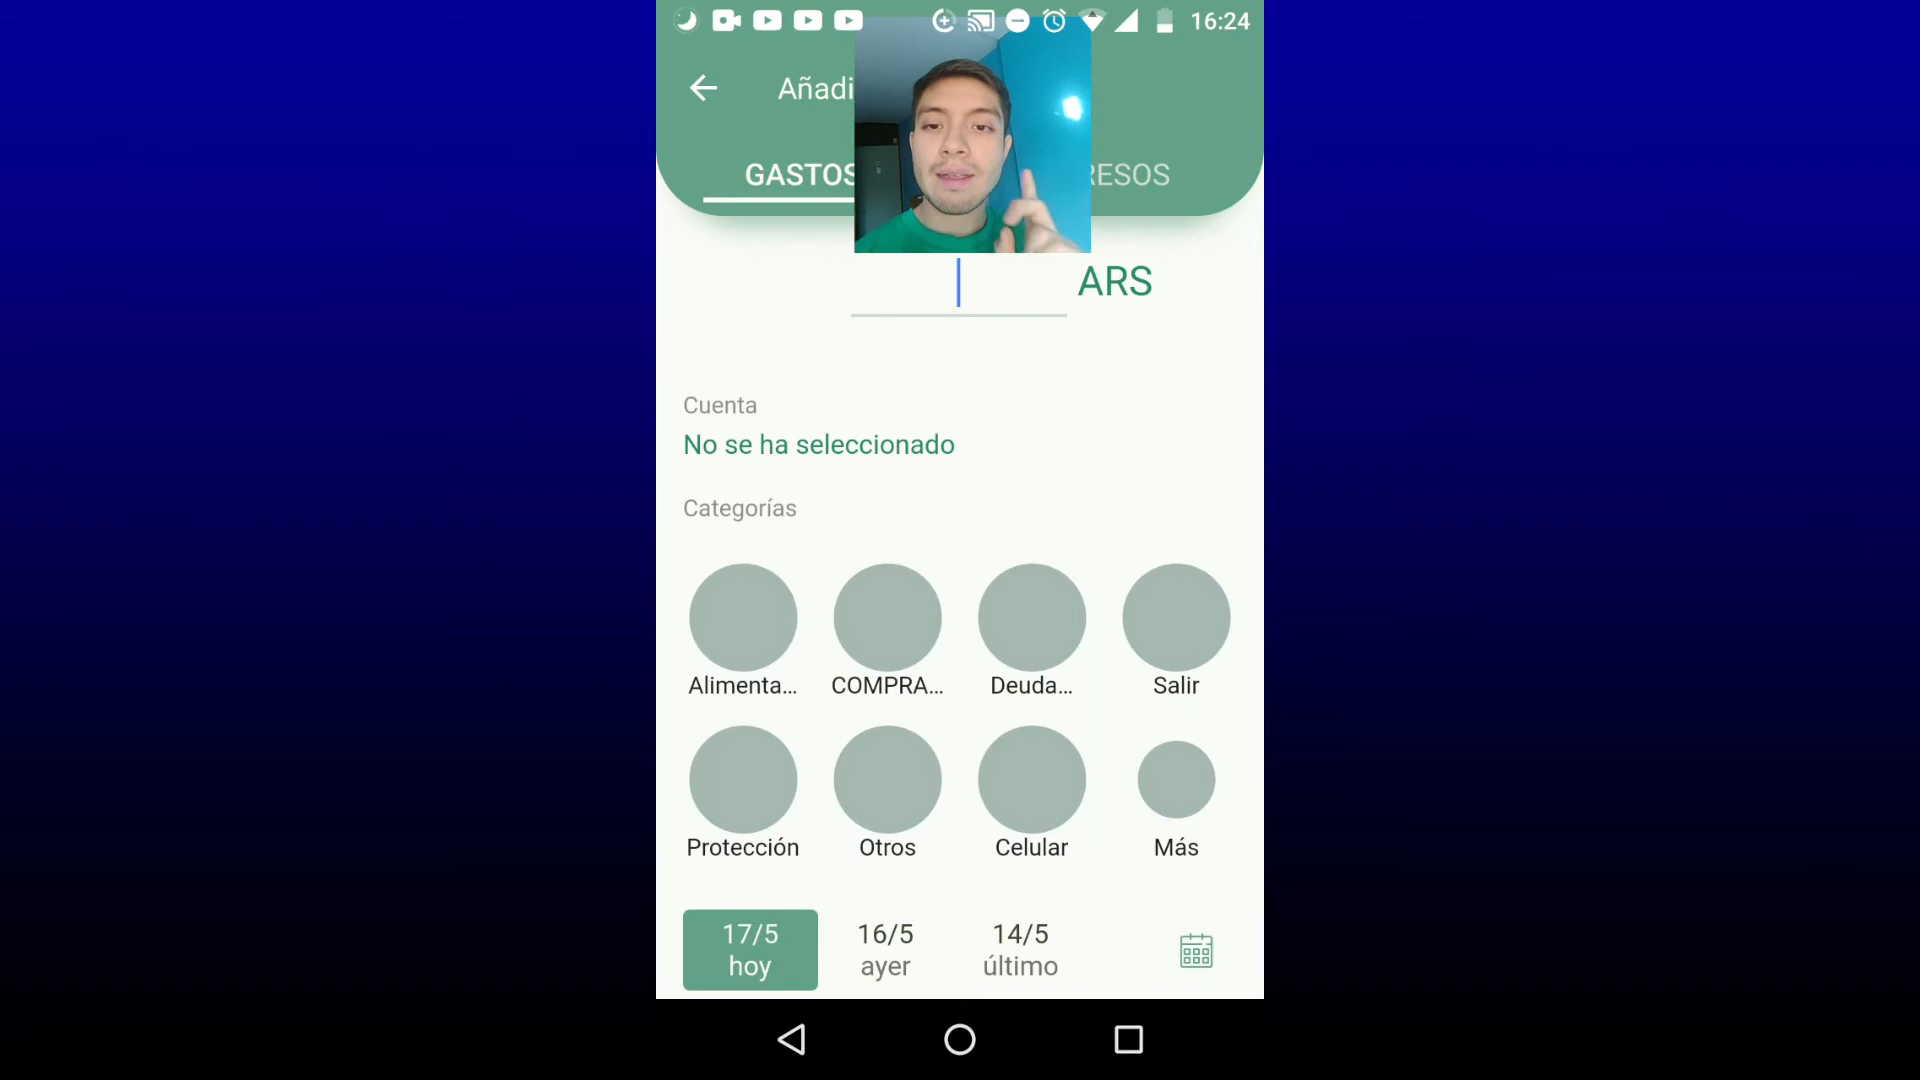 16:24
Añadi
GASTOS
RESOS
ARS
Cuenta
No se ha seleccionado
Categorías
Alimenta... COMPRA... Deuda... Salir
Protección Otros Celular Más
17/5 16/5 14/5
hoy ayer último